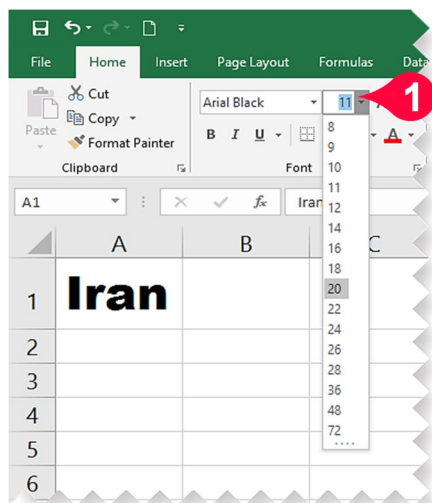 File Home Insert Page Layout Formulas Data
Cut
Copy
Paste
Format Painter
Arial Black 11
1
B I U A
Clipboard
Font
8
9
10
11
12
14
16
18
20
22
24
26
28
36
48
72
A1 fx Iran
A B C
1 Iran
2
3
4
5
6